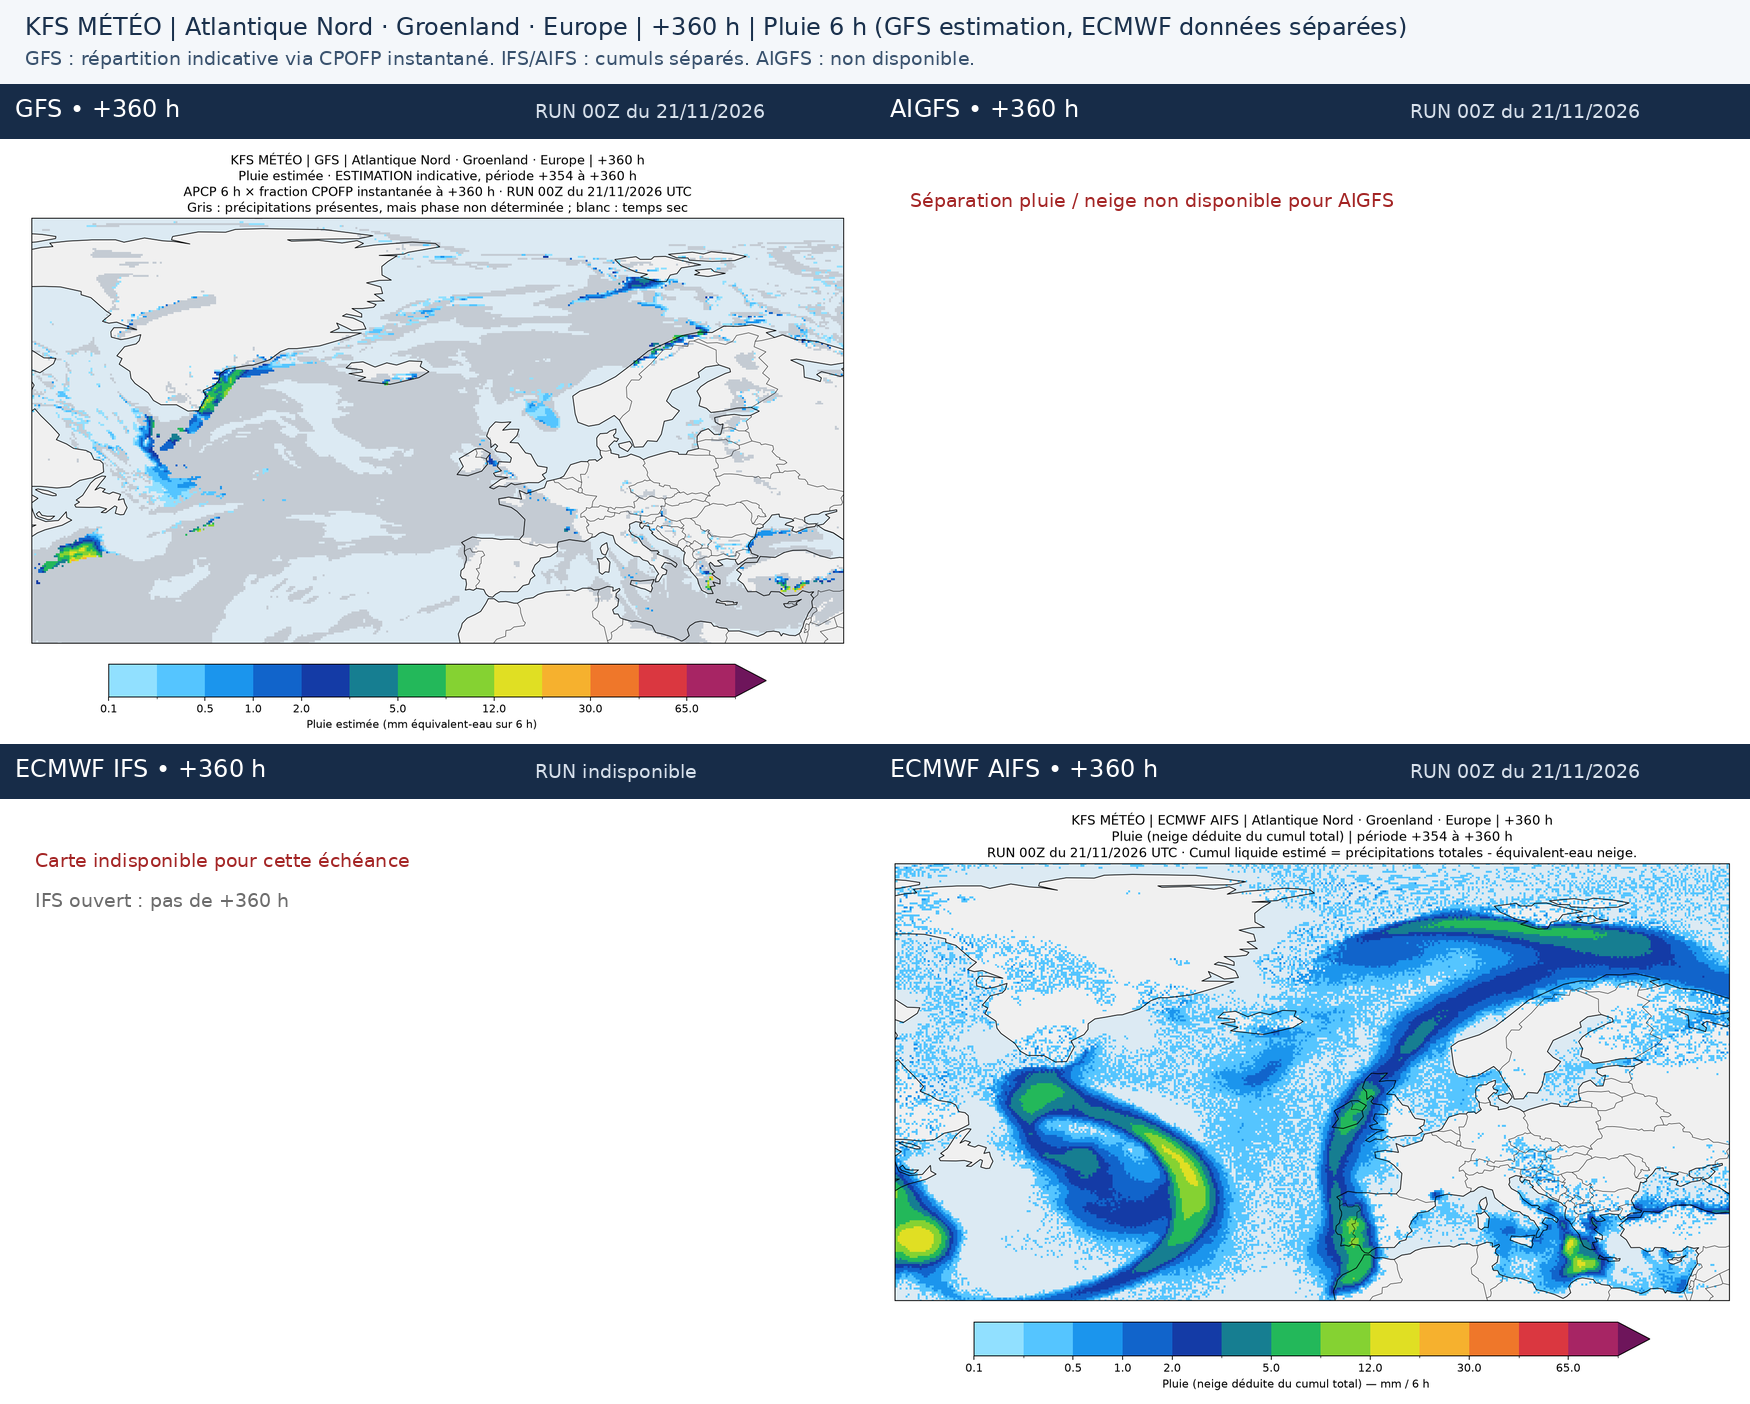 KFS MÉTÉO | Atlantique Nord · Groenland · Europe | +360 h | Pluie 6 h (GFS estimation, ECMWF données séparées)
GFS : répartition indicative via CPOFP instantané. IFS/AIFS : cumuls séparés. AIGFS : non disponible.
GFS • +360 h
RUN 00Z du 21/11/2026
AIGFS • +360 h
RUN 00Z du 21/11/2026
KFS MÉTÉO | GFS | Atlantique Nord · Groenland · Europe | +360 h
Pluie estimée · ESTIMATION indicative, période +354 à +360 h
APCP 6 h × fraction CPOFP instantanée à +360 h · RUN 00Z du 21/11/2026 UTC
Gris : précipitations présentes, mais phase non déterminée ; blanc : temps sec
Séparation pluie / neige non disponible pour AIGFS
0.1 0.5 1.0 2.0 5.0 12.0 30.0 65.0
Pluie estimée (mm équivalent-eau sur 6 h)
ECMWF IFS • +360 h
RUN indisponible
ECMWF AIFS • +360 h
RUN 00Z du 21/11/2026
Carte indisponible pour cette échéance
IFS ouvert : pas de +360 h
KFS MÉTÉO | ECMWF AIFS | Atlantique Nord · Groenland · Europe | +360 h
Pluie (neige déduite du cumul total) | période +354 à +360 h
RUN 00Z du 21/11/2026 UTC · Cumul liquide estimé = précipitations totales - équivalent-eau neige.
0.1 0.5 1.0 2.0 5.0 12.0 30.0 65.0
Pluie (neige déduite du cumul total) — mm / 6 h